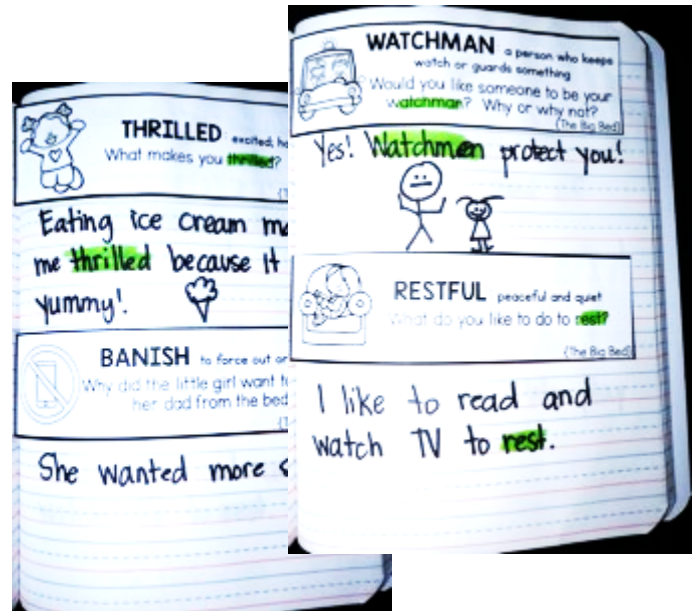 THRILLED excited, ha
What makes you thrilled?
Eating ice cream ma
me thrilled because it
yummy!
BANISH to force out or
Why did the little girl want to
her dad from the bed
She wanted more s
WATCHMAN a person who keeps
watch or guards something
Would you like someone to be your
watchman? Why or why not?
(The Big Bed)
Yes! Watchmen protect you!
RESTFUL peaceful and quiet
What do you like to do to rest?
(The Big Bed)
I like to read and
watch TV to rest.